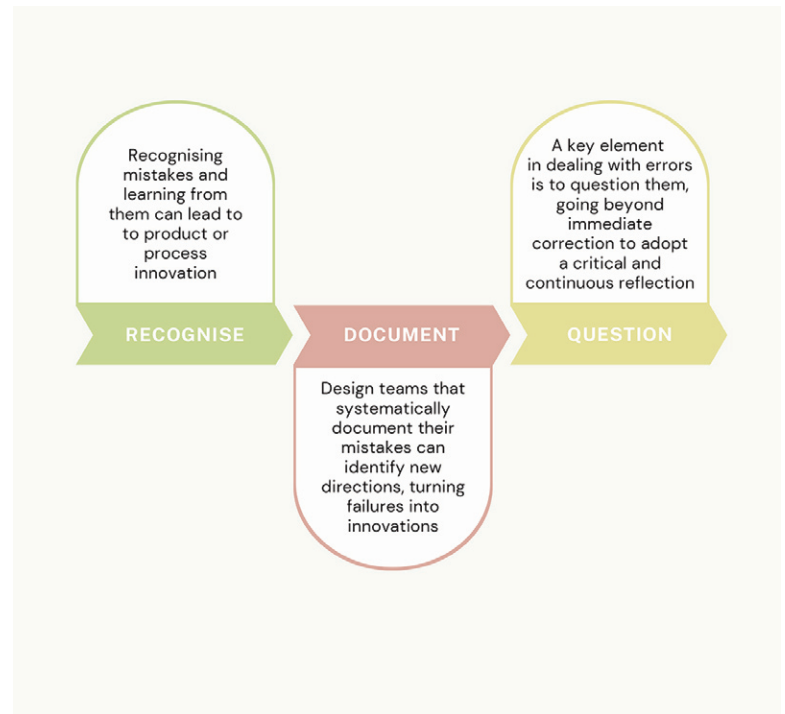 Recognising
mistakes and
learning from
them can lead to
to product or
process
innovation
RECOGNISE
DOCUMENT
Design teams that
systematically
document their
mistakes can
identify new
directions, turning
failures into
innovations
A key element
in dealing with errors
is to question them,
going beyond
immediate
correction to adopt
a critical and
continuous reflection
QUESTION